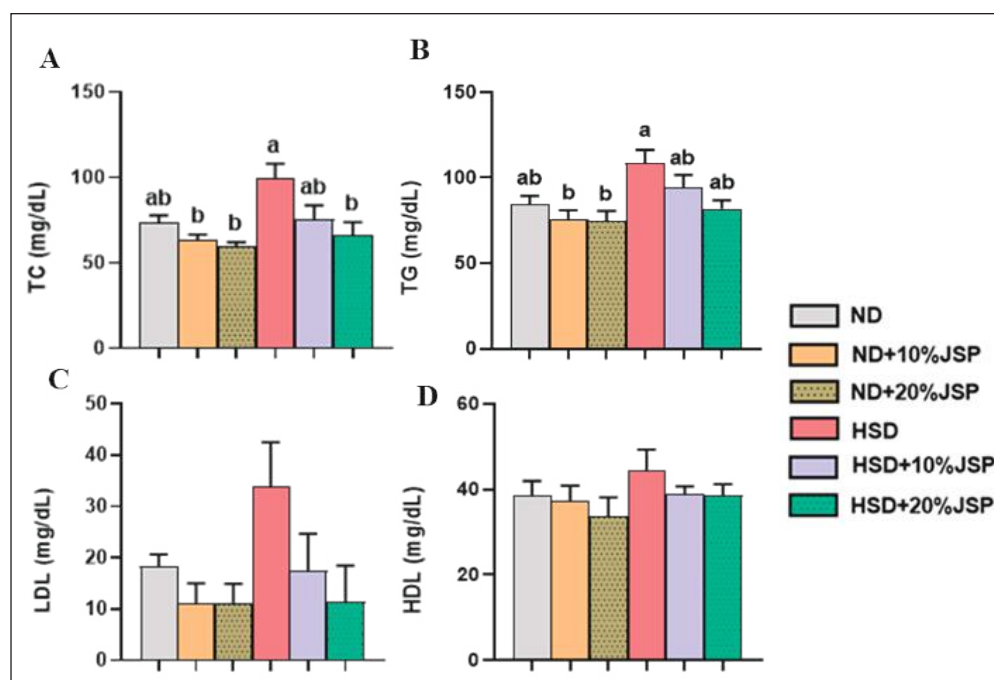 A
150
100
50
0
TC (mg/dL)
ab
b
b
a
ab
b
B
150
100
50
0
TG (mg/dL)
ab
b
b
a
ab
ab
C
50
40
30
20
10
0
LDL (mg/dL)
D
60
40
20
0
HDL (mg/dL)
ND
ND+10%JSP
ND+20%JSP
HSD
HSD+10%JSP
HSD+20%JSP